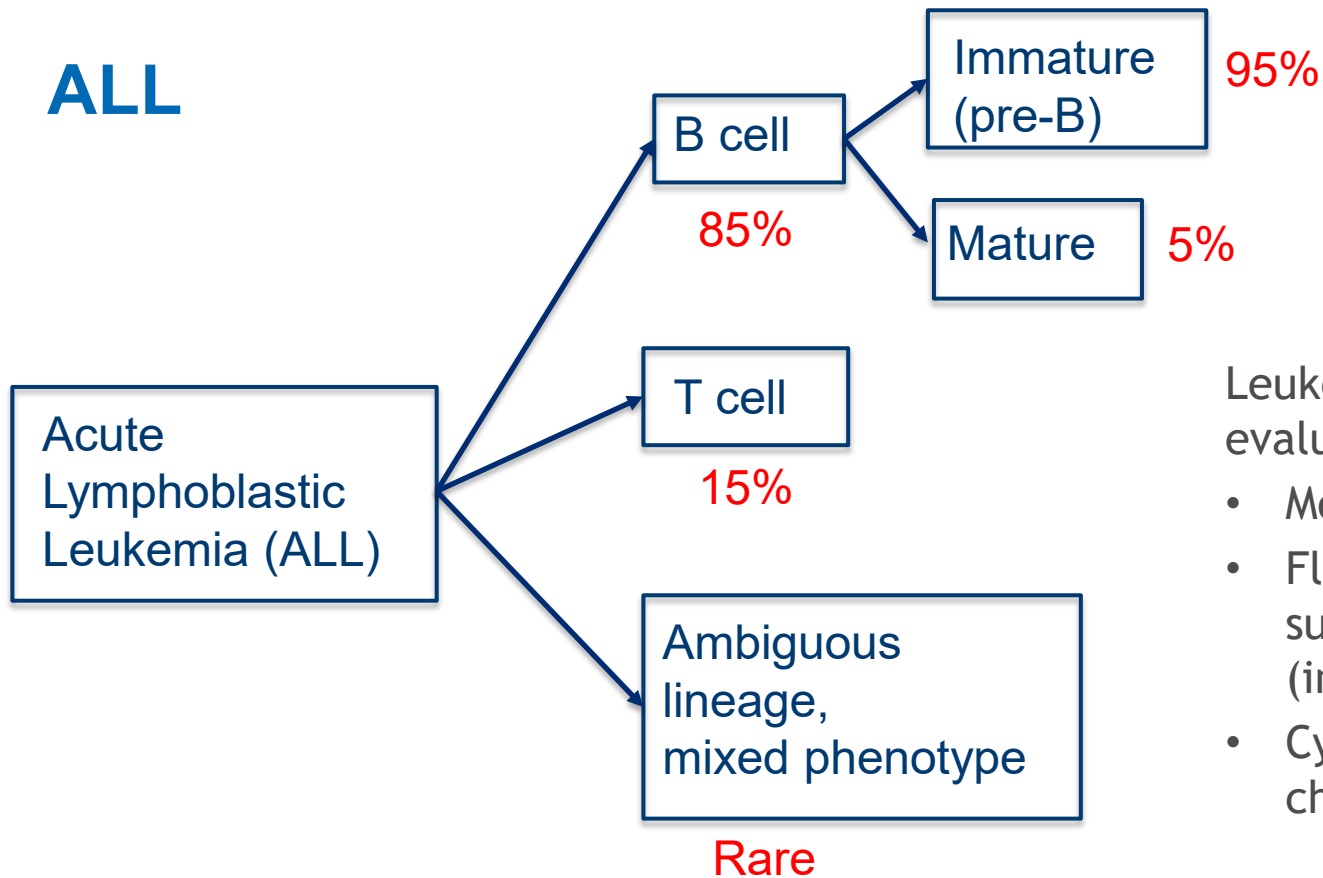 ALL
Immature
(pre-B)
95%
B cell
85%
Mature
5%
T cell
15%
Acute
Lymphoblastic
Leukemia (ALL)
Ambiguous
lineage,
mixed phenotype
Rare